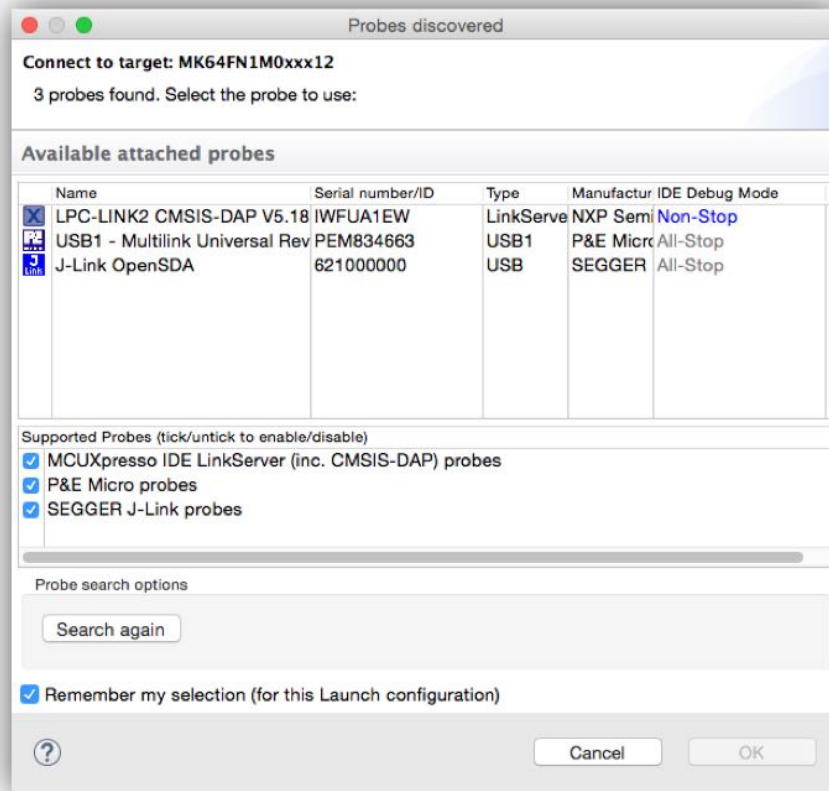 Probes discovered
Connect to target: MK64FN1M0xxx12
3 probes found. Select the probe to use:
Available attached probes
Name Serial number/ID Type Manufactur IDE Debug Mode
X LPC-LINK2 CMSIS-DAP V5.18 IWFUA1EW LinkServe NXP Semi Non-Stop
USB1 - Multilink Universal Rev PEM834663 USB1 P&E Micro All-Stop
J Link J-Link OpenSDA 621000000 USB SEGGER All-Stop
Supported Probes (tick/untick to enable/disable)
MCUXpresso IDE LinkServer (inc. CMSIS-DAP) probes
P&E Micro probes
SEGGER J-Link probes
Probe search options
Search again
Remember my selection (for this Launch configuration)
? Cancel OK